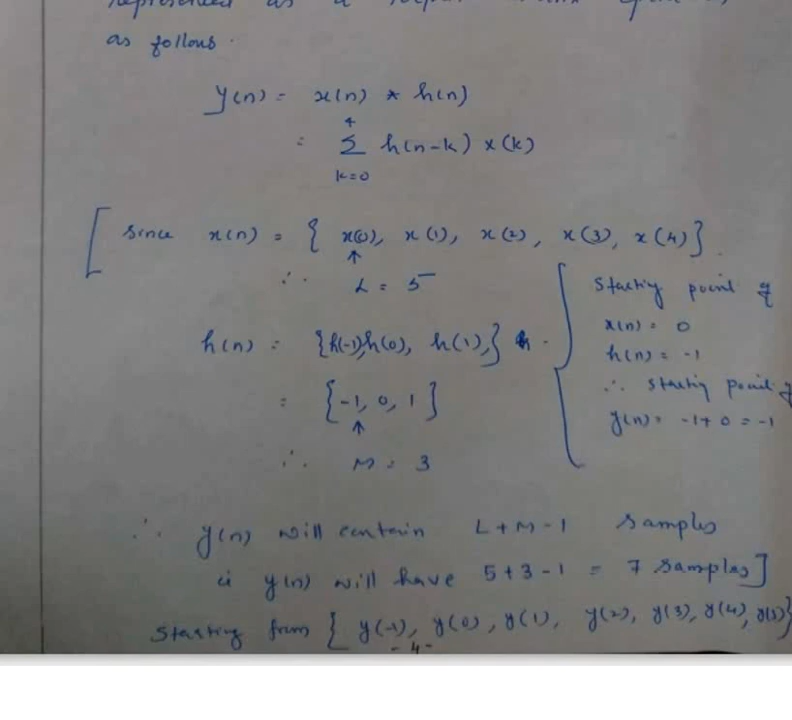 as follows.
y(n) = x(n) * h(n)
4
= Σ h(n-k) x(k)
k=0
[ since x(n) = { x(0), x(1), x(2), x(3), x(4) }.
↑
∴ L = 5
h(n) = { h(-1), h(0), h(1), }
= { -1, 0, 1 }
↑
∴ M = 3
Starting point of
x(n) = 0
h(n) = -1
∴ starting point of
y(n) = -1 + 0 = -1
∴ y(n) will contain L+M-1 samples
ie y(n) will have 5+3-1 = 7 samples ]
Starting from { y(-1), y(0), y(1), y(2), y(3), y(4), y(5) }
- 4 -